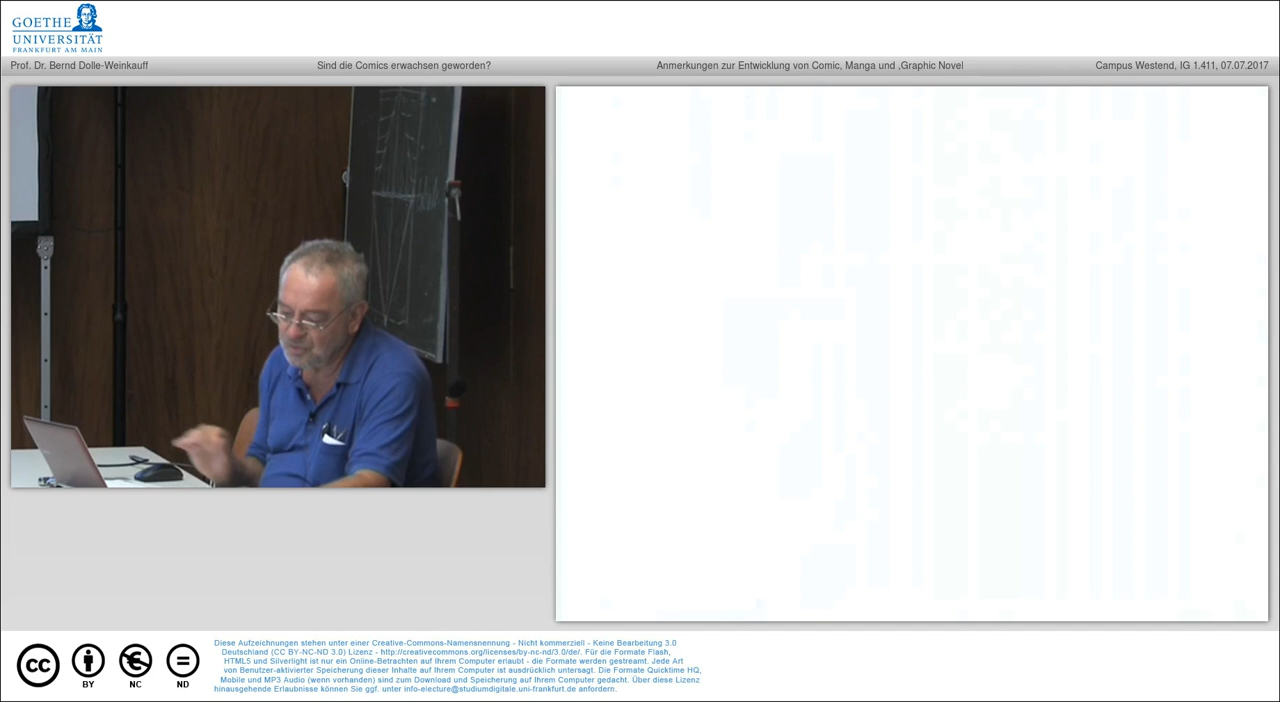 GOETHE
UNIVERSITÄT
FRANKFURT AM MAIN
Prof. Dr. Bernd Dolle-Weinkauff
Sind die Comics erwachsen geworden?
Anmerkungen zur Entwicklung von Comic, Manga und ‚Graphic Novel
Campus Westend, IG 1.411, 07.07.2017
cc
BY
NC
ND
Diese Aufzeichnungen stehen unter einer Creative-Commons-Namensnennung - Nicht kommerziell - Keine Bearbeitung 3.0
Deutschland (CC BY-NC-ND 3.0) Lizenz - http://creativecommons.org/licenses/by-nc-nd/3.0/de/. Für die Formate Flash,
HTML5 und Silverlight ist nur ein Online-Betrachten auf Ihrem Computer erlaubt - die Formate werden gestreamt. Jede Art
von Benutzer-aktivierter Speicherung dieser Inhalte auf Ihrem Computer ist ausdrücklich untersagt. Die Formate Quicktime HQ,
Mobile und MP3 Audio (wenn vorhanden) sind zum Download und Speicherung auf Ihrem Computer gedacht. Über diese Lizenz
hinausgehende Erlaubnisse können Sie ggf. unter info-electure@studiumdigitale.uni-frankfurt.de anfordern.